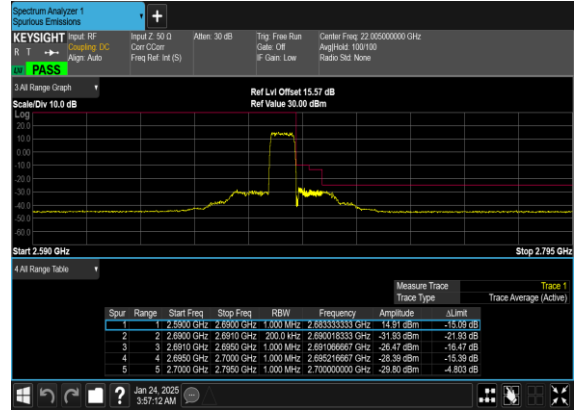 Spectrum Analyzer 1
Spurious Emissions
+
KEYSIGHT Input: RF Input Z: 50 Ω Atten: 30 dB Trig: Free Run Center Freq: 22.005000000 GHz
R T Coupling: DC Corr CCorr Gate: Off Avg|Hold: 100/100
Align: Auto Freq Ref: Int (S) IF Gain: Low Radio Std: None
PASS
3 All Range Graph
Ref Lvl Offset 15.57 dB
Scale/Div 10.0 dB Ref Value 30.00 dBm
Log
20.0
10.0
0.00
-10.0
-20.0
-30.0
-40.0
-50.0
-60.0
Start 2.590 GHz Stop 2.795 GHz
4 All Range Table
Measure Trace Trace 1
Trace Type Trace Average (Active)
Spur Range Start Freq Stop Freq RBW Frequency Amplitude ΔLimit
1 1 2.5900 GHz 2.6900 GHz 1.000 MHz 2.683333333 GHz 14.91 dBm -15.09 dB
2 2 2.6900 GHz 2.6910 GHz 200.0 kHz 2.690018333 GHz -31.93 dBm -21.93 dB
3 3 2.6910 GHz 2.6950 GHz 1.000 MHz 2.691066667 GHz -26.47 dBm -16.47 dB
4 4 2.6950 GHz 2.7000 GHz 1.000 MHz 2.695216667 GHz -28.39 dBm -15.39 dB
5 5 2.7000 GHz 2.7950 GHz 1.000 MHz 2.700000000 GHz -29.80 dBm -4.803 dB
? Jan 24, 2025
3:57:12 AM